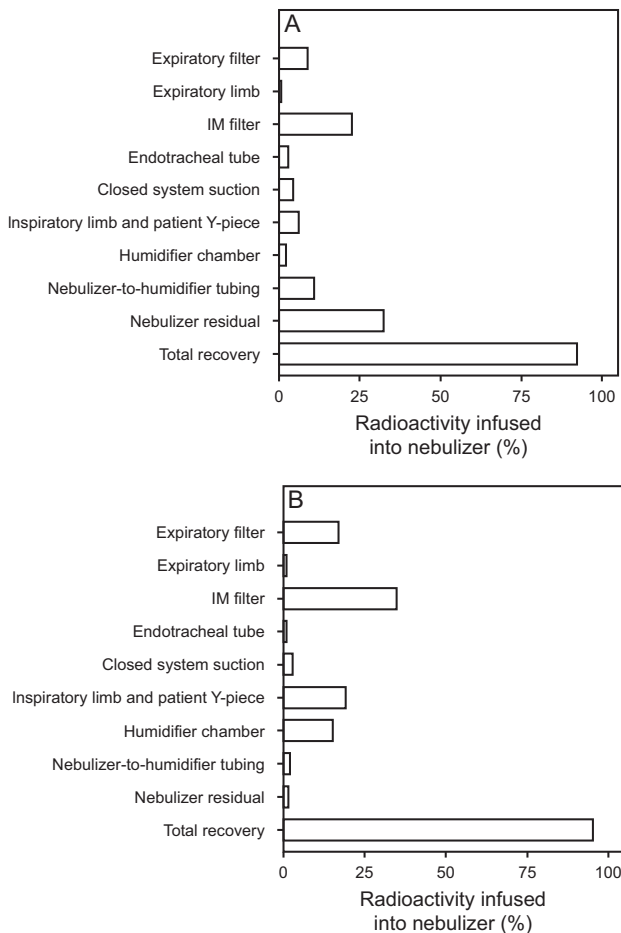 A
Expiratory filter
Expiratory limb
IM filter
Endotracheal tube
Closed system suction
Inspiratory limb and patient Y-piece
Humidifier chamber
Nebulizer-to-humidifier tubing
Nebulizer residual
Total recovery
0 25 50 75 100
Radioactivity infused
into nebulizer (%)
B
Expiratory filter
Expiratory limb
IM filter
Endotracheal tube
Closed system suction
Inspiratory limb and patient Y-piece
Humidifier chamber
Nebulizer-to-humidifier tubing
Nebulizer residual
Total recovery
0 25 50 75 100
Radioactivity infused
into nebulizer (%)